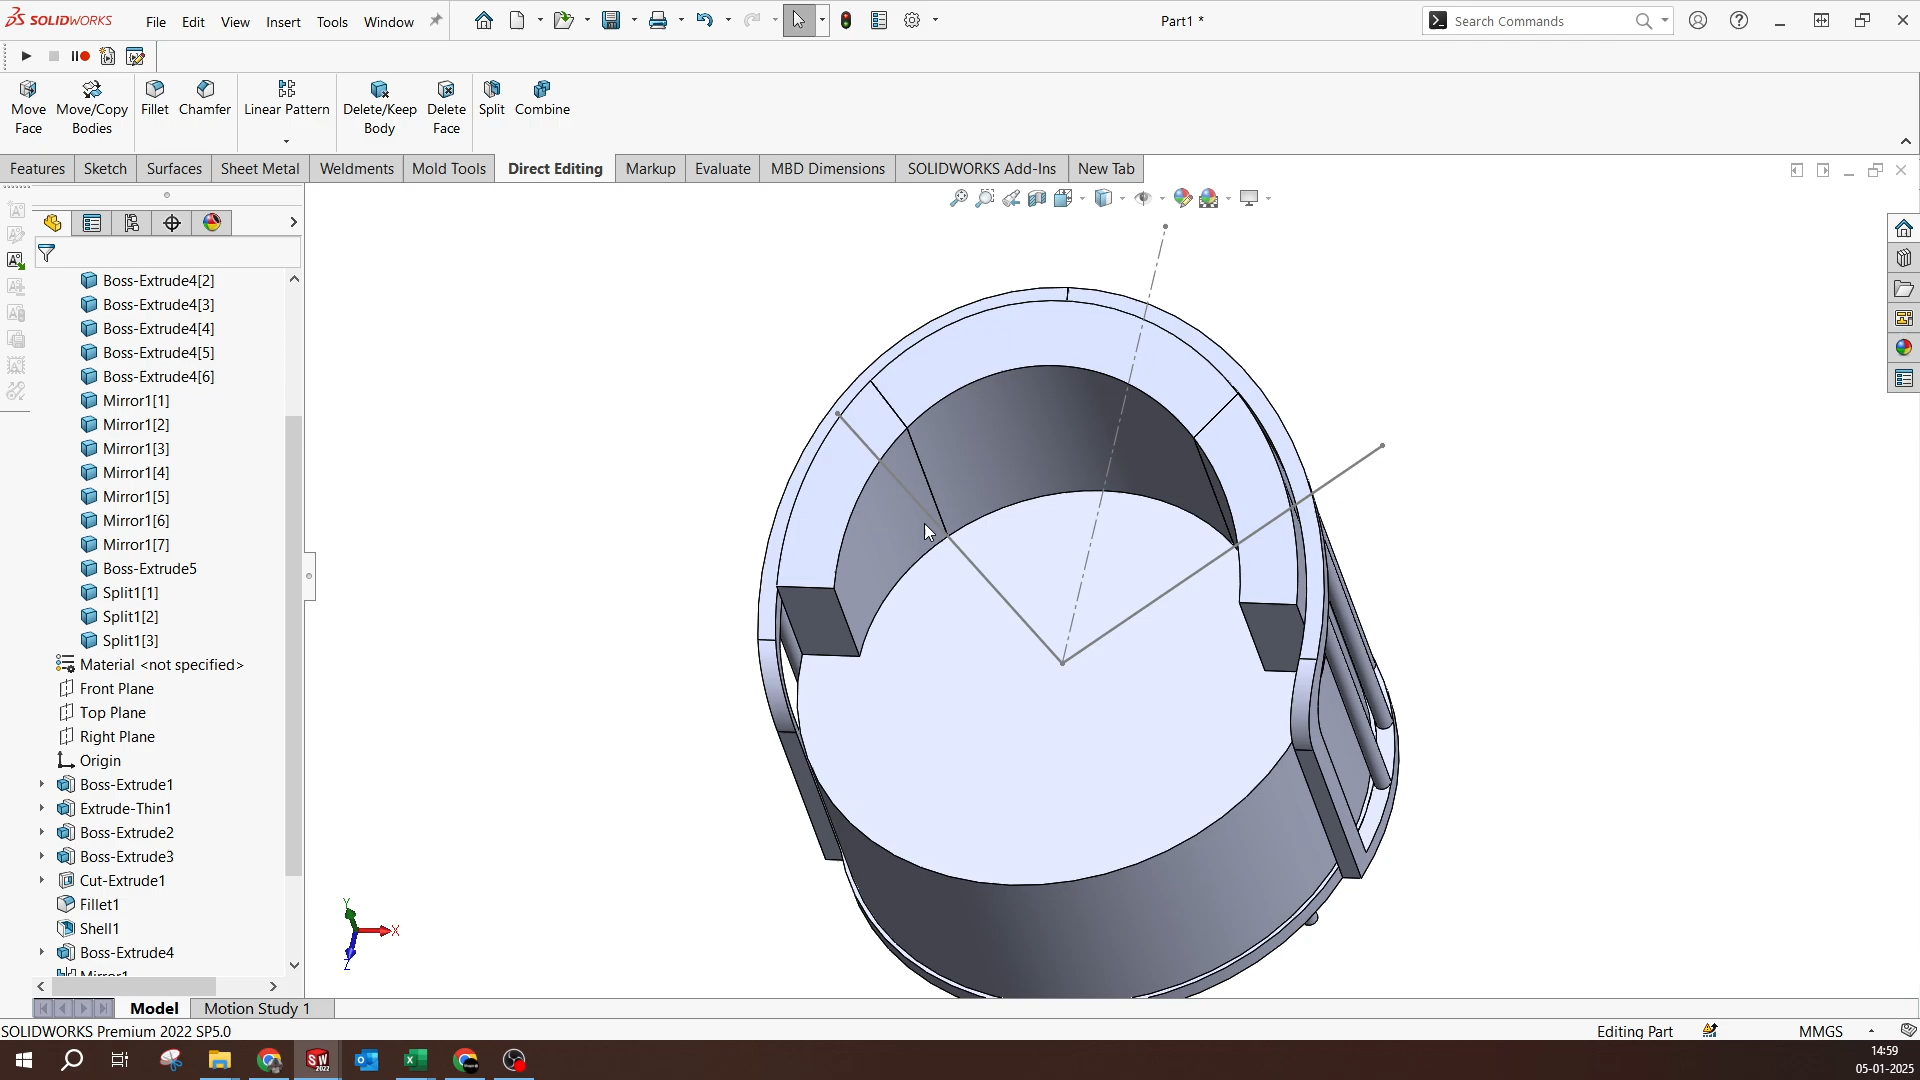 SOLIDWORKS
File Edit View Insert Tools Window
Part1 *
Search Commands
Move Face
Move/Copy Bodies
Fillet
Chamfer
Linear Pattern
Delete/Keep Body
Delete Face
Split
Combine
Features Sketch Surfaces Sheet Metal Weldments Mold Tools Direct Editing Markup Evaluate MBD Dimensions SOLIDWORKS Add-Ins New Tab
Boss-Extrude4[2]
Boss-Extrude4[3]
Boss-Extrude4[4]
Boss-Extrude4[5]
Boss-Extrude4[6]
Mirror1[1]
Mirror1[2]
Mirror1[3]
Mirror1[4]
Mirror1[5]
Mirror1[6]
Mirror1[7]
Boss-Extrude5
Split1[1]
Split1[2]
Split1[3]
Material <not specified>
Front Plane
Top Plane
Right Plane
Origin
Boss-Extrude1
Extrude-Thin1
Boss-Extrude2
Boss-Extrude3
Cut-Extrude1
Fillet1
Shell1
Boss-Extrude4
Mirror1
Y
X
Z
Model Motion Study 1
SOLIDWORKS Premium 2022 SP5.0
Editing Part
MMGS
14:59
05-01-2025